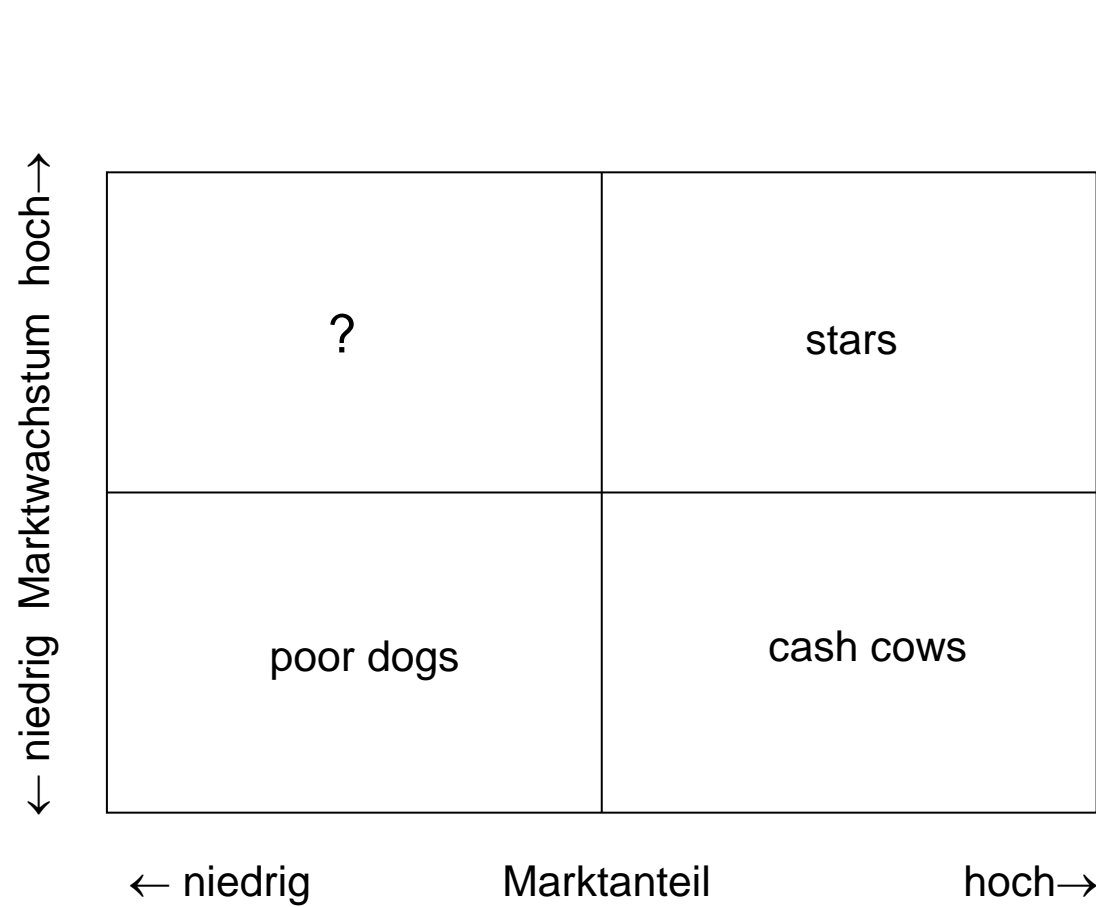 ← niedrig Marktwachstum hoch→
?
stars
poor dogs
cash cows
← niedrig Marktanteil hoch→